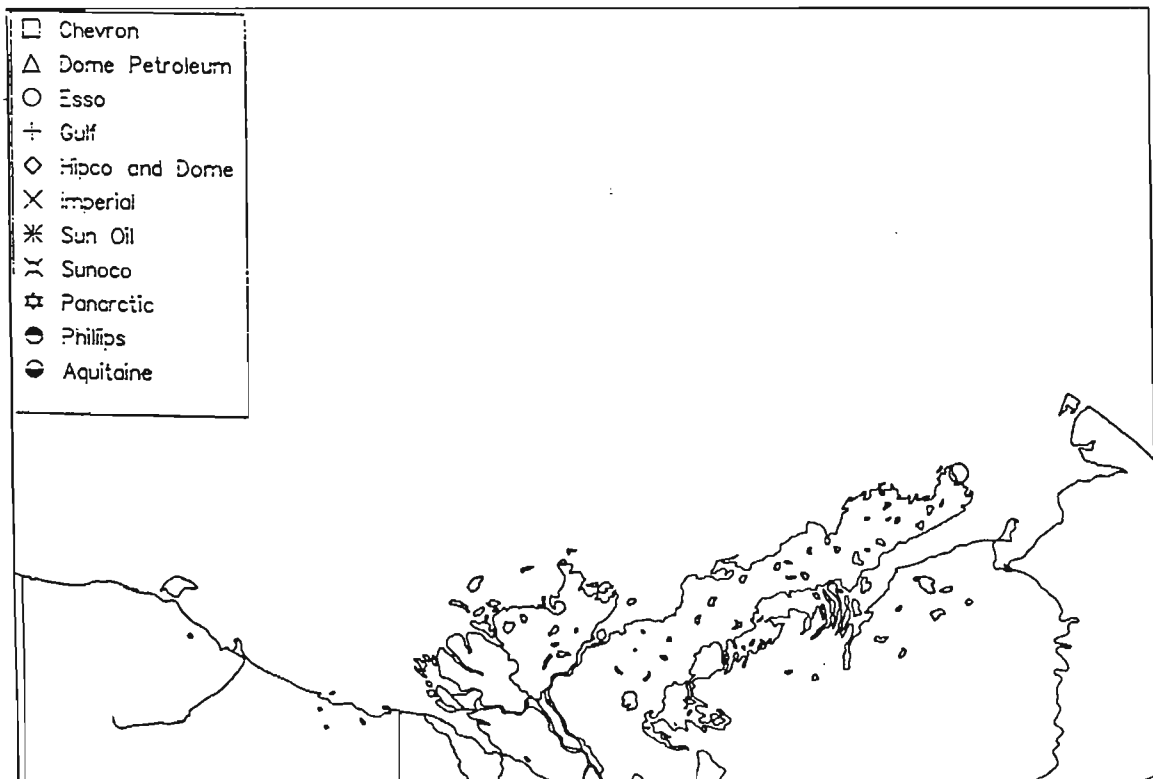 Chevron
Dome Petroleum
Esso
Gulf
Hipco and Dome
Imperial
Sun Oil
Sunoco
Panarctic
Phillips
Aquitaine